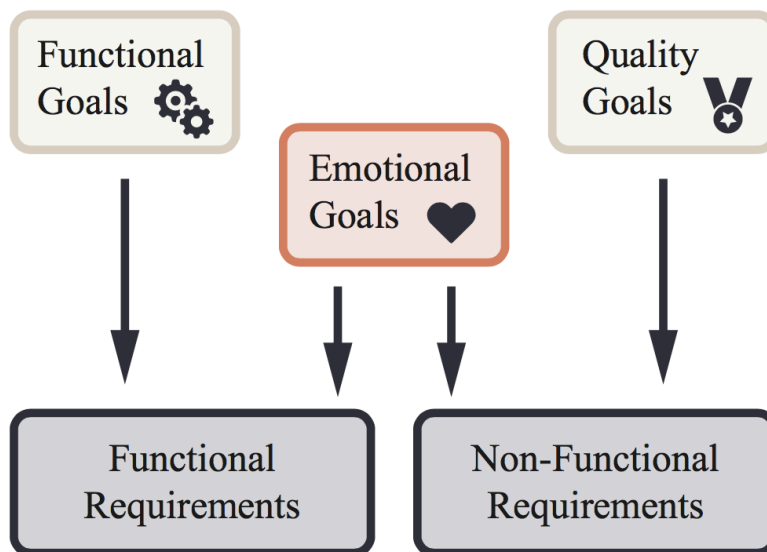 Functional
Goals
Quality
Goals
Emotional
Goals
Functional
Requirements
Non-Functional
Requirements